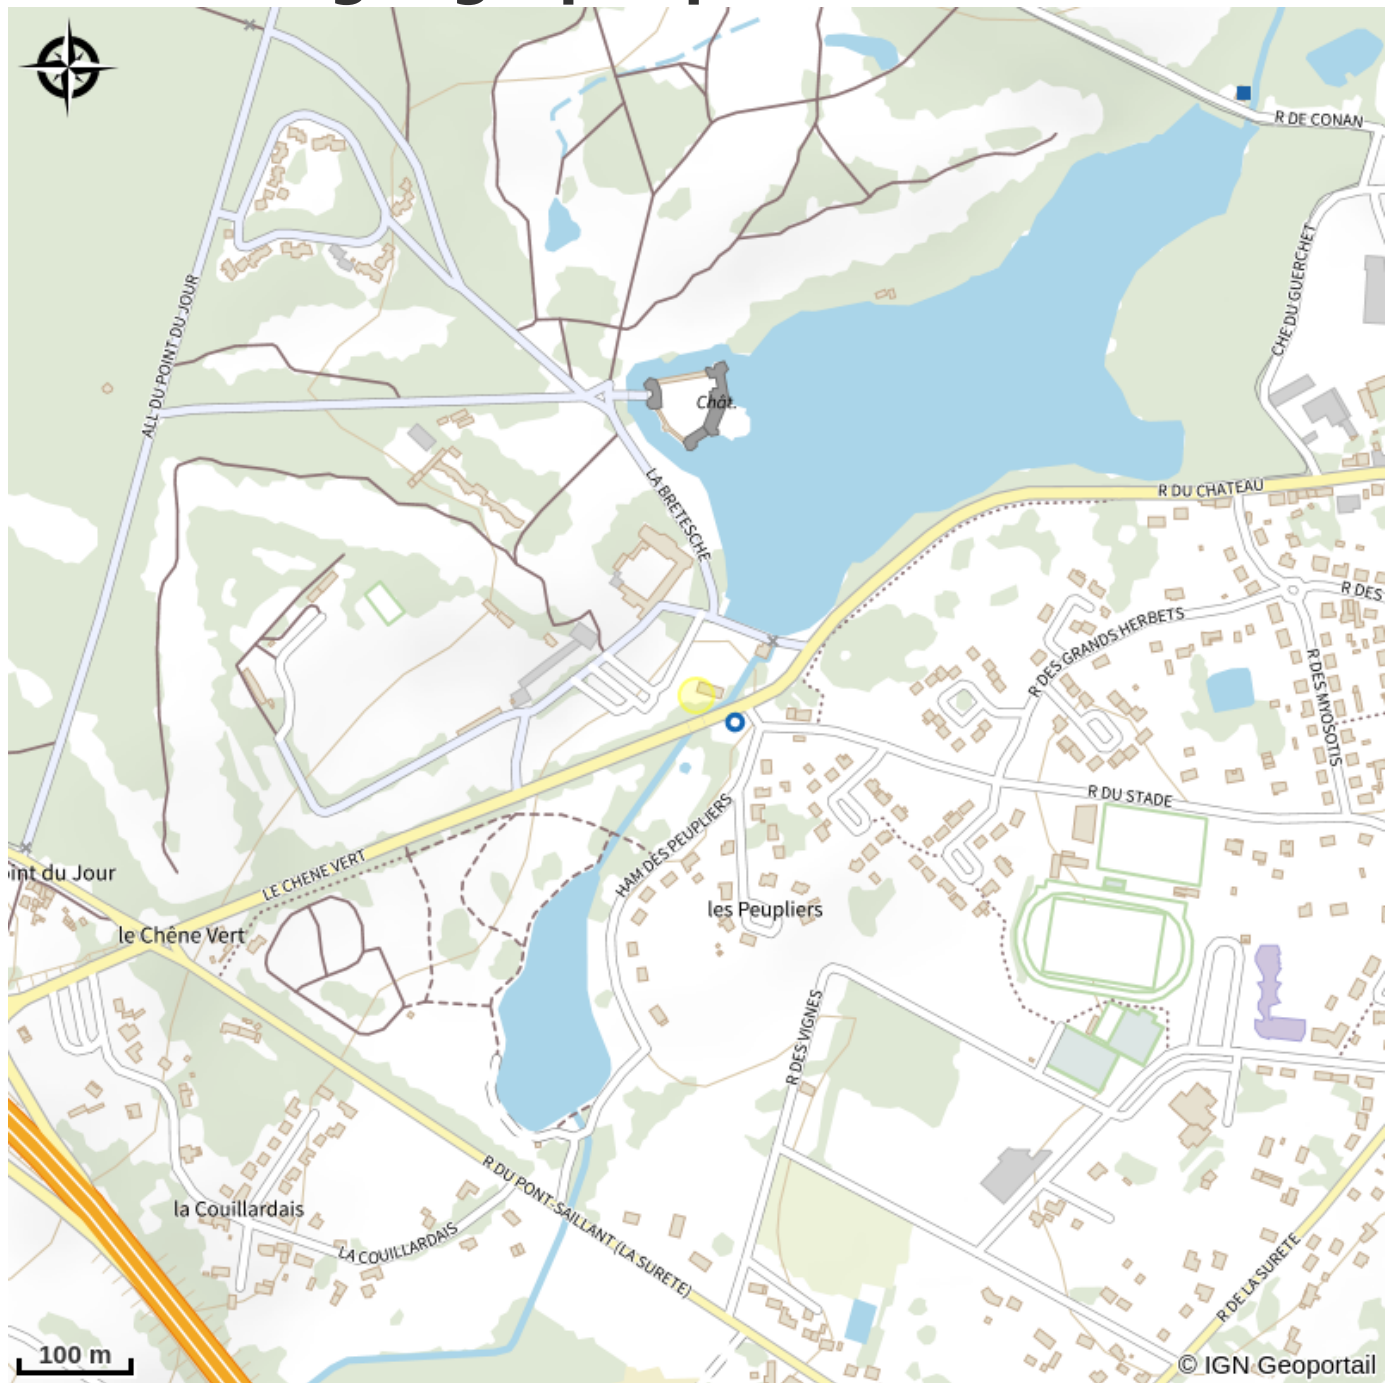 R DE CONAN
CHE DU GUERCHET
ALL DU POINT DU JOUR
Chât.
LA BRETESCHE
R DU CHATEAU
R DES
R DES GRANDS HERBETS
R DES MYOSOTIS
R DU STADE
HAM DES PEUPLIERS
LE CHENE VERT
int du Jour
les Peupliers
le Chêne Vert
R DES VIGNES
R DU PONT-SAILLANT (LA SURETE)
la Couillardais
LA COUILLARDAIS
R DE LA SURETE
100 m
© IGN Geoportail